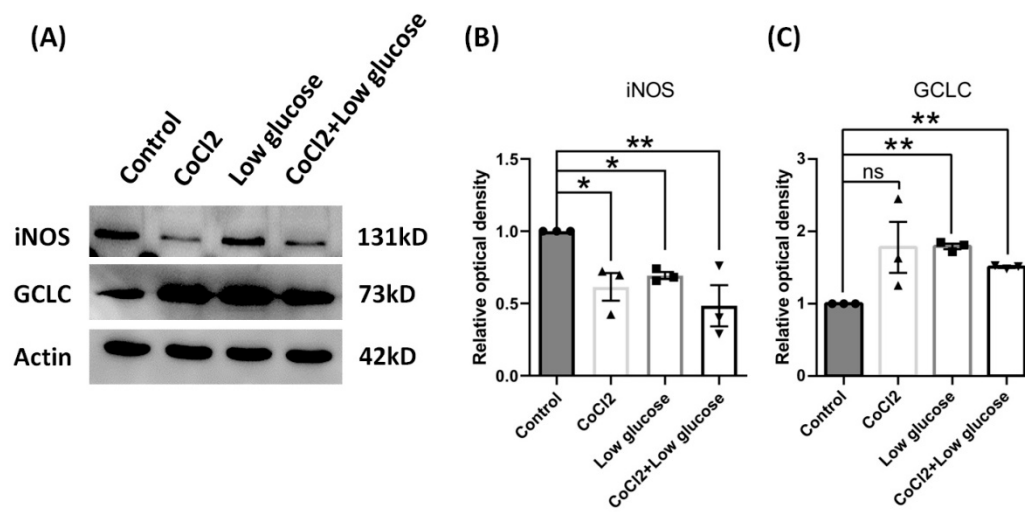 (A)
Control
CoCl2
Low glucose
CoCl2+Low glucose
iNOS
131kD
GCLC
73kD
Actin
42kD
(B)
iNOS
**
*
*
Relative optical density
1.5
1.0
0.5
0.0
Control
CoCl2
Low glucose
CoCl2+Low glucose
(C)
GCLC
**
**
ns
Relative optical density
3
2
1
0
Control
CoCl2
Low glucose
CoCl2+Low glucose